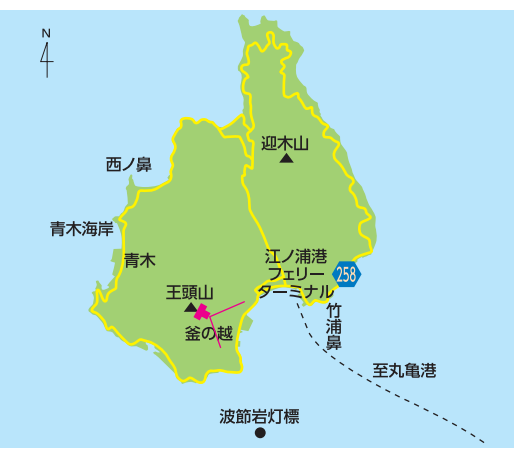 N
迎木山
西ノ鼻
青木海岸
青木
江ノ浦港
フェリー
ターミナル
258
王頭山
竹浦鼻
釜の越
至丸亀港
波節岩灯標